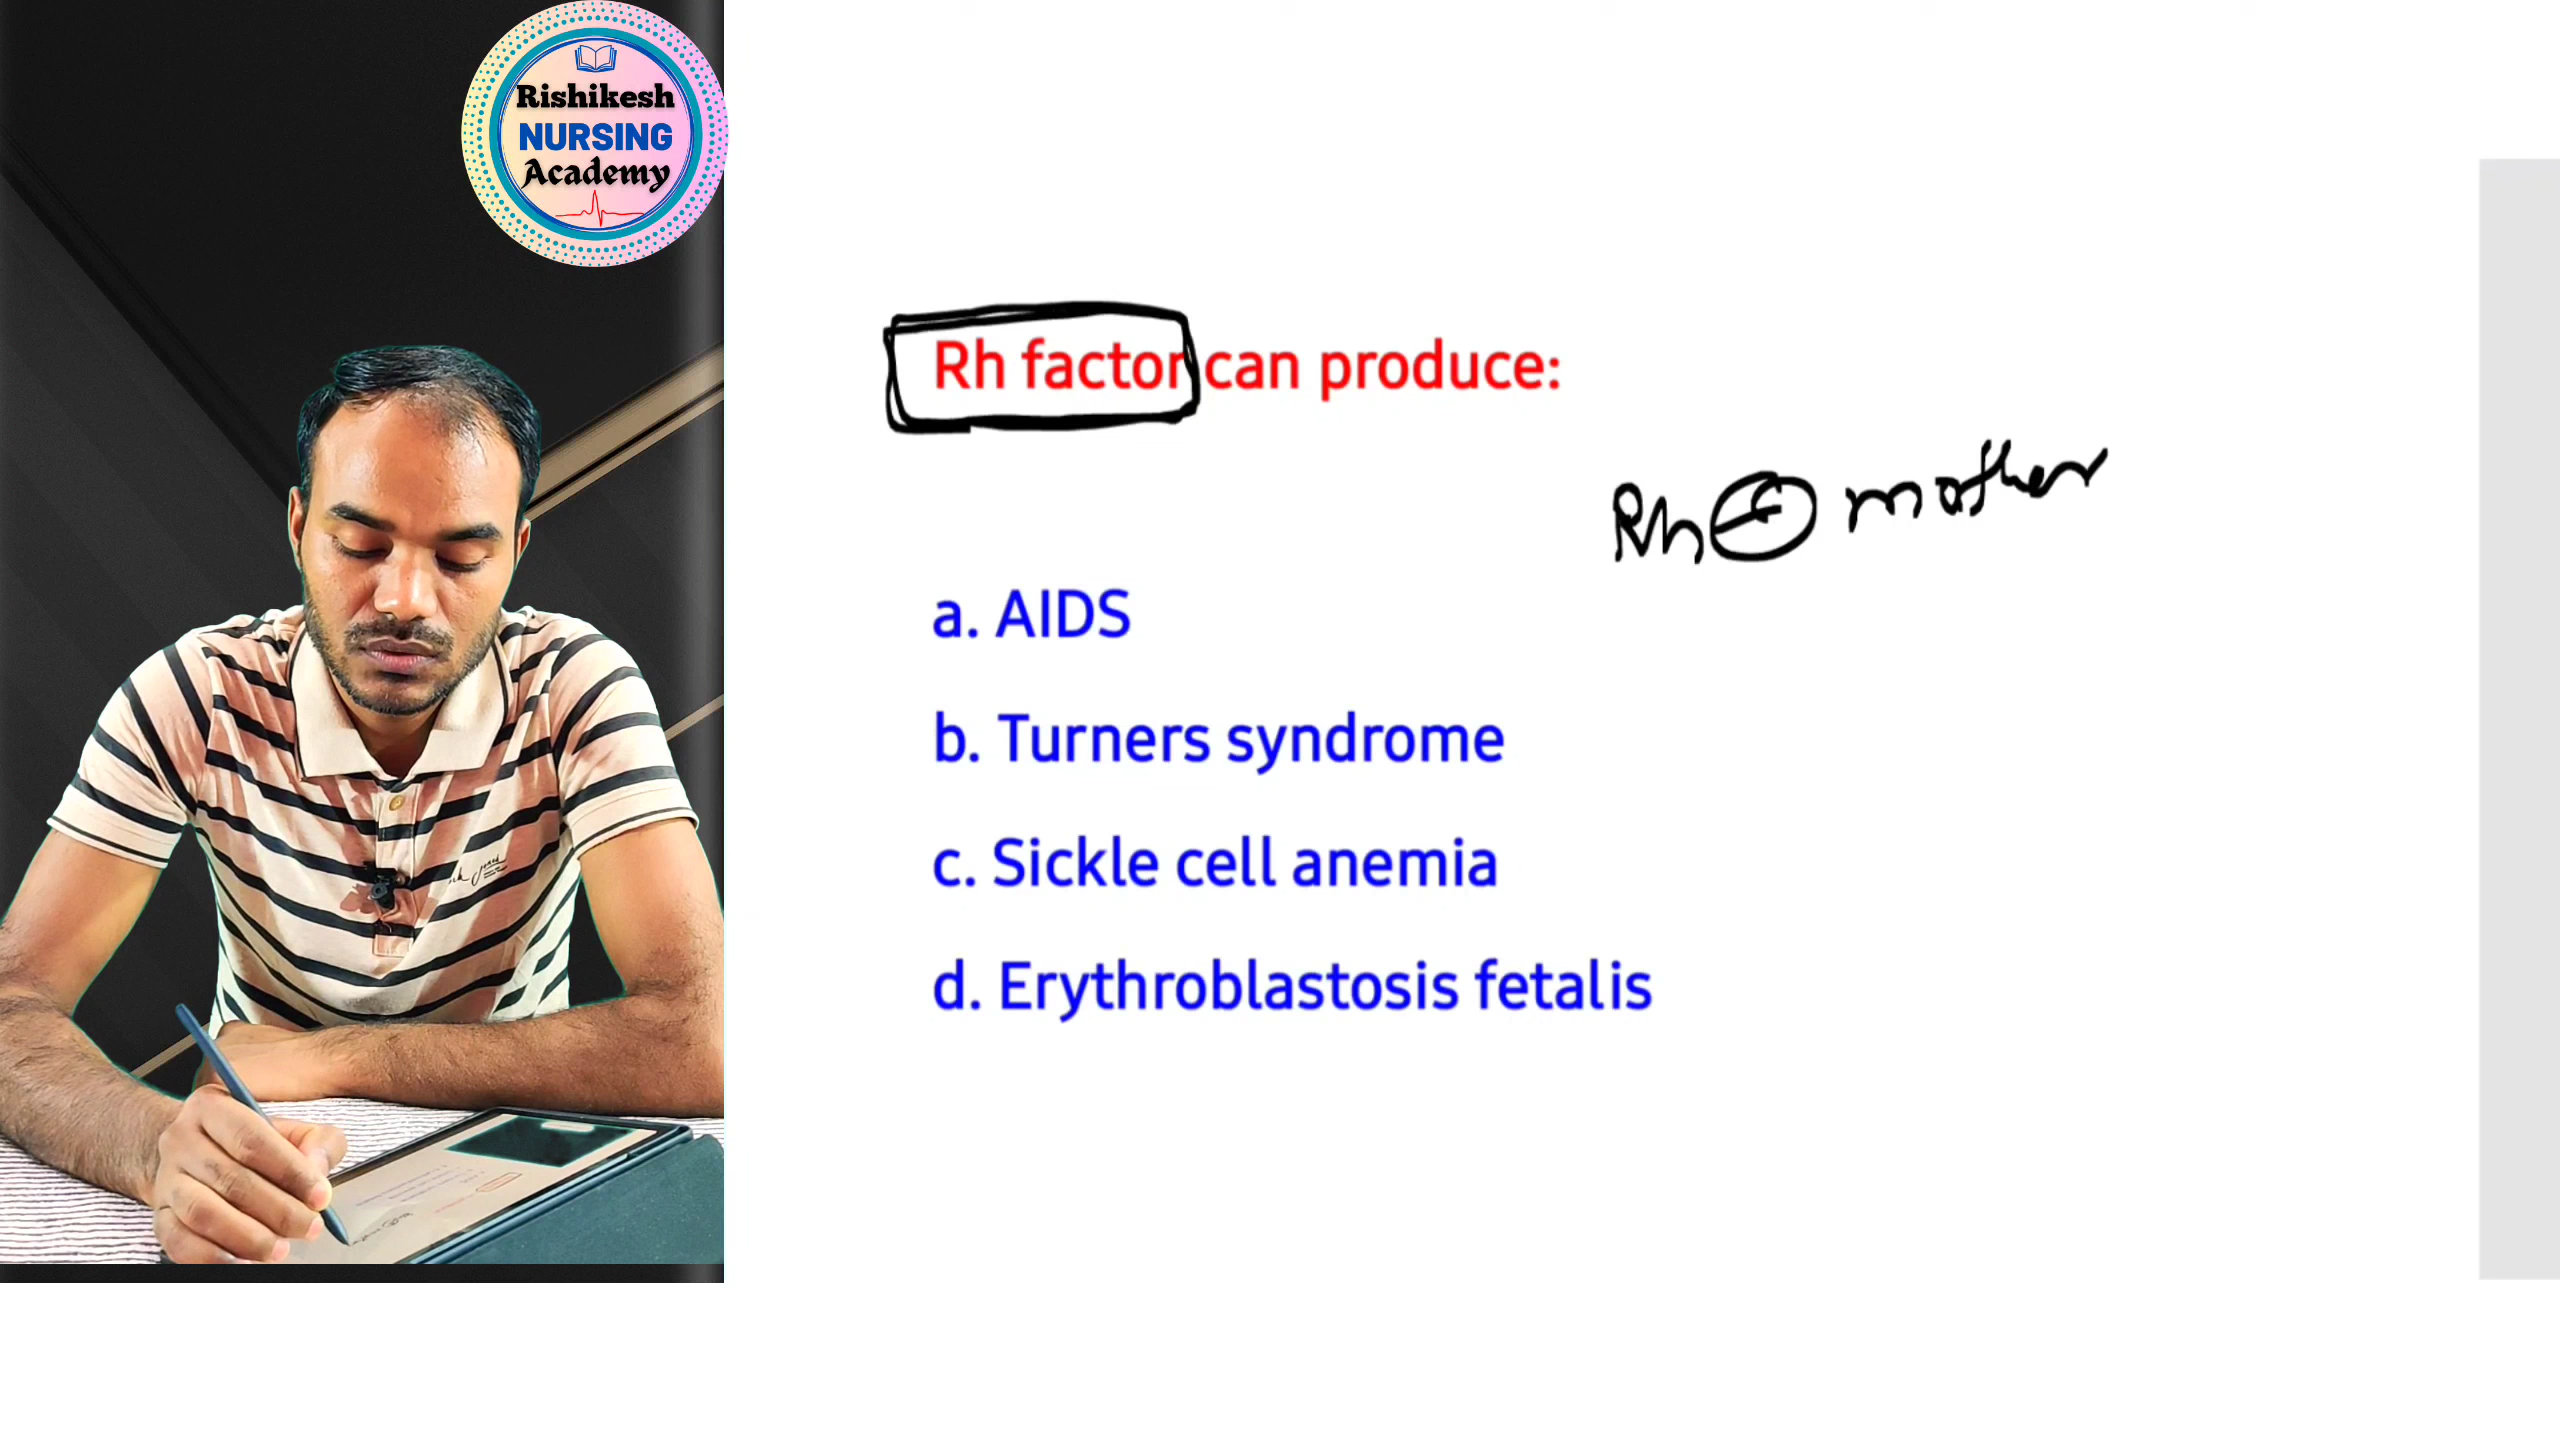 Rishikesh
NURSING
Academy
Rh factor can produce:
Rh - mother
a. AIDS
b. Turners syndrome
c. Sickle cell anemia
d. Erythroblastosis fetalis